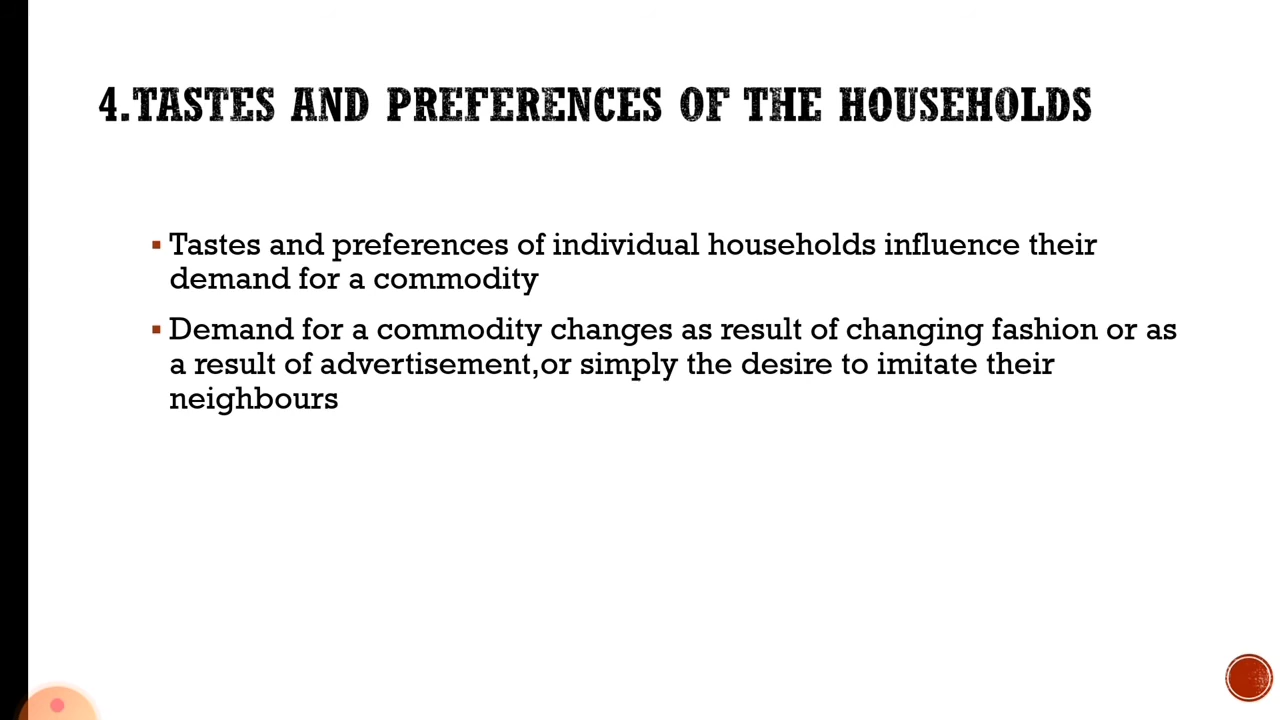 4.TASTES AND PREFERENCES OF THE HOUSEHOLDS
Tastes and preferences of individual households influence their
demand for a commodity
Demand for a commodity changes as result of changing fashion or as
a result of advertisement,or simply the desire to imitate their
neighbours